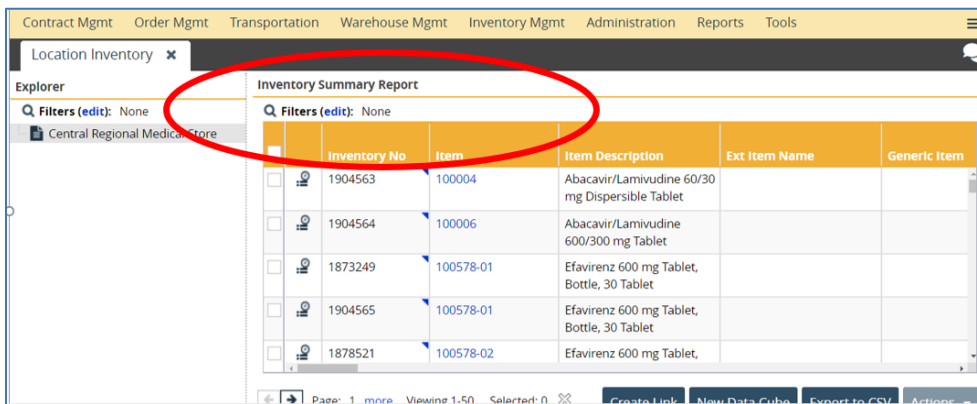 Contract Mgmt Order Mgmt Transportation Warehouse Mgmt Inventory Mgmt Administration Reports Tools
Location Inventory ×
Explorer
Filters (edit): None
Central Regional Medical Store
Inventory Summary Report
Filters (edit): None
Inventory No Item Item Description Ext Item Name Generic Item
1904563 100004 Abacavir/Lamivudine 60/30
mg Dispersible Tablet
1904564 100006 Abacavir/Lamivudine
600/300 mg Tablet
1873249 100578-01 Efavirenz 600 mg Tablet,
Bottle, 30 Tablet
1904565 100578-01 Efavirenz 600 mg Tablet,
Bottle, 30 Tablet
1878521 100578-02 Efavirenz 600 mg Tablet,
Page: 1 more Viewing 1-50 Selected: 0
Create Link New Data Cube Export to CSV Actions